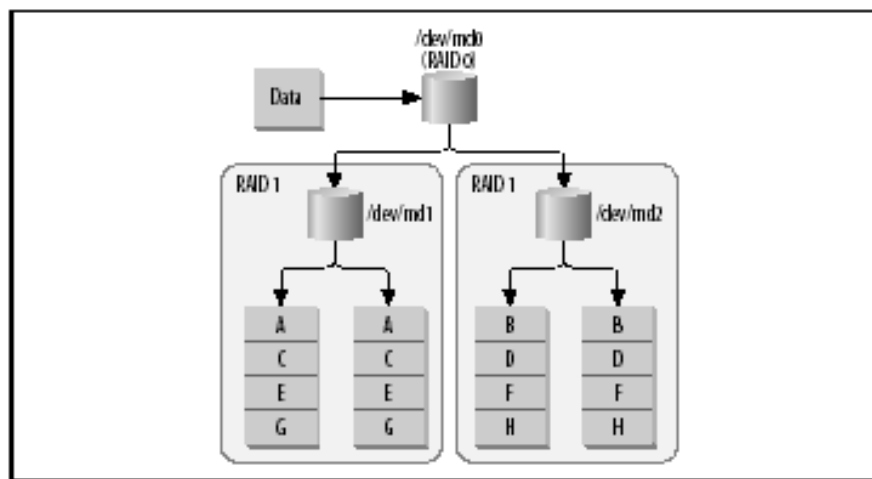 /dev/md0
(RAID 0)
Data
RAID 1
/dev/md1
RAID 1
/dev/md2
A
A
B
B
C
C
D
D
E
E
F
F
G
G
H
H